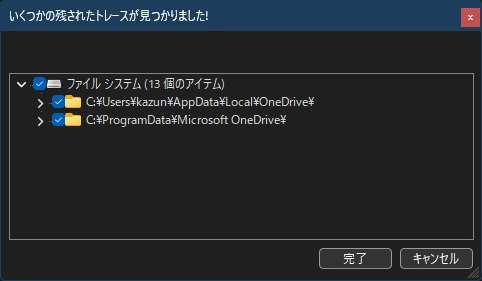 いくつかの残されたトレースが見つかりました!
ファイル システム (13 個のアイテム)
C:¥Users¥kazun¥AppData¥Local¥OneDrive¥
C:¥ProgramData¥Microsoft OneDrive¥
完了
キャンセル